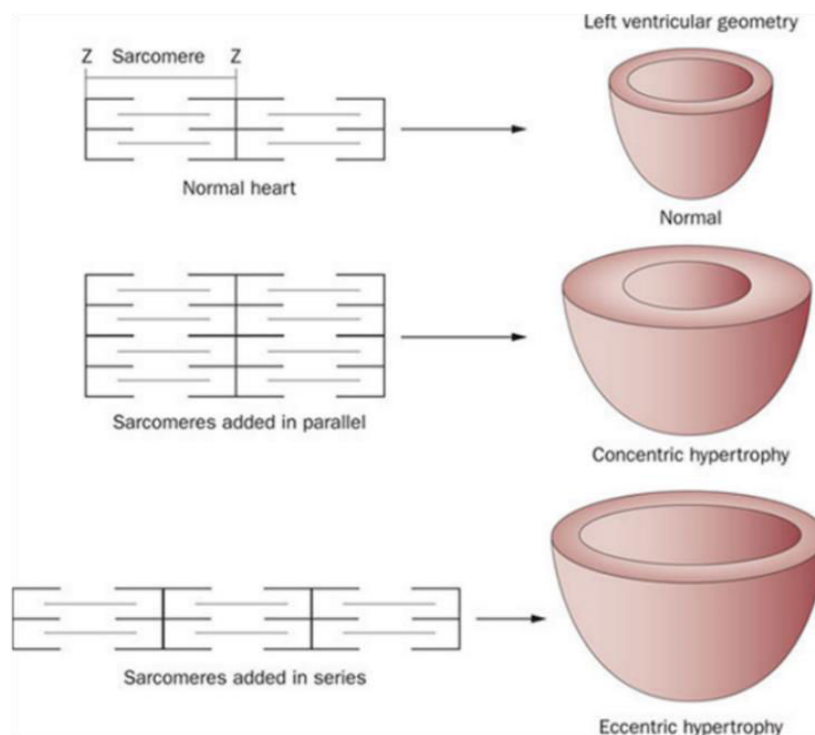 Left ventricular geometry
Z Sarcomere Z
Normal heart
Normal
Sarcomeres added in parallel
Concentric hypertrophy
Sarcomeres added in series
Eccentric hypertrophy